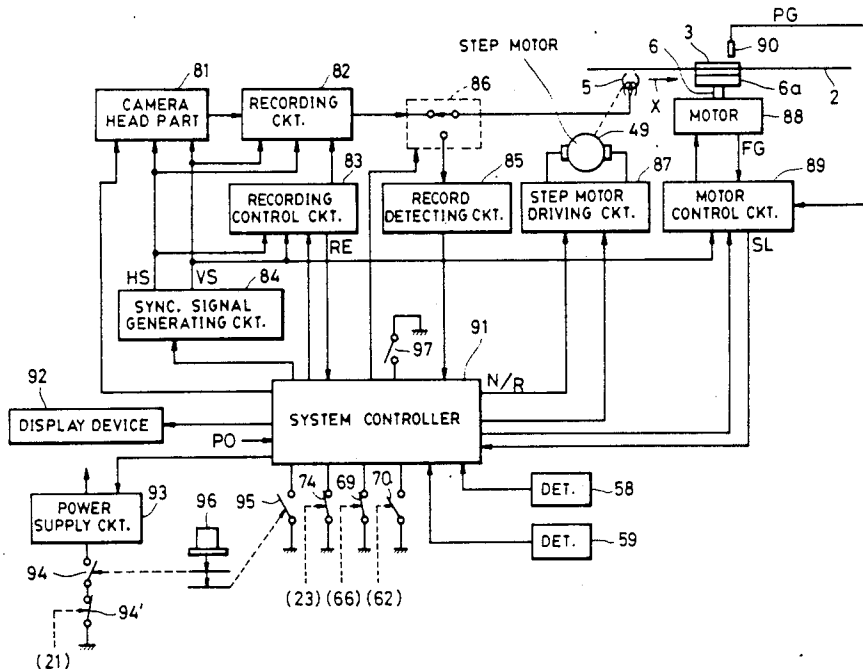 PG
STEP MOTOR
3
90
6
81
82
86
5
X
6a
2
CAMERA
HEAD PART
RECORDING
CKT.
MOTOR
88
49
FG
83
85
87
89
RECORDING
CONTROL CKT.
RECORD
DETECTING CKT.
STEP MOTOR
DRIVING CKT.
MOTOR
CONTROL CKT.
RE
SL
HS
VS
84
SYNC. SIGNAL
GENERATING CKT.
97
91
92
N/R
DISPLAY DEVICE
SYSTEM CONTROLLER
PO
POWER
SUPPLY CKT.
93
96
95
74
69
70
DET.
58
DET.
59
94
94'
(23)
(66)
(62)
(21)